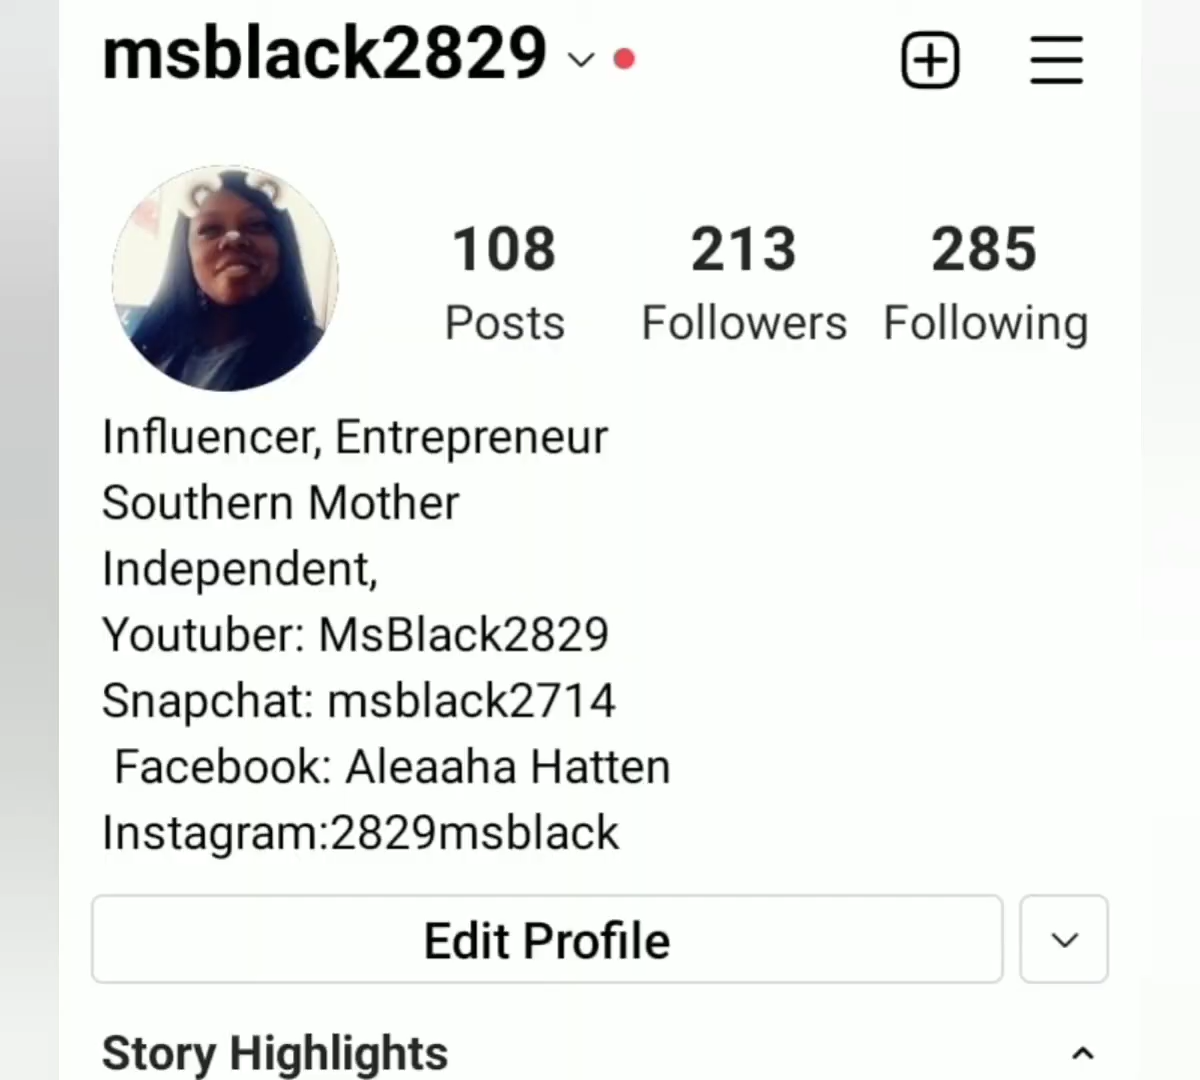 msblack2829
108 213 285
Posts Followers Following
Influencer, Entrepreneur
Southern Mother
Independent,
Youtuber: MsBlack2829
Snapchat: msblack2714
Facebook: Aleaaha Hatten
Instagram:2829msblack
Edit Profile
Story Highlights